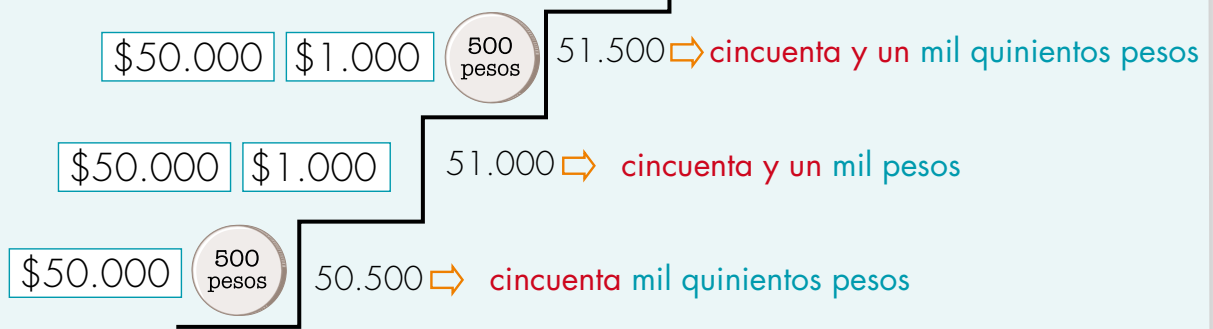 $50.000 $1.000 500 pesos 51.500 cincuenta y un mil quinientos pesos
$50.000 $1.000 51.000 cincuenta y un mil pesos
$50.000 500 pesos 50.500 cincuenta mil quinientos pesos